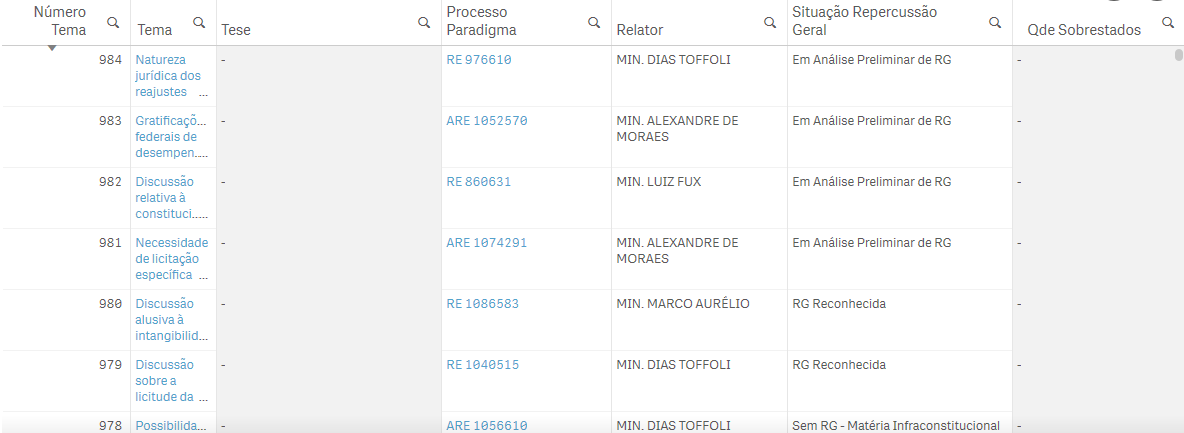 Número Tema
Tema
Tese
Processo Paradigma
Relator
Situação Repercussão Geral
Qde Sobrestados
984
Natureza
jurídica dos
reajustes ...
-
RE 976610
MIN. DIAS TOFFOLI
Em Análise Preliminar de RG
-
983
Gratificaçõ...
federais de
desempen.....
-
ARE 1052570
MIN. ALEXANDRE DE
MORAES
Em Análise Preliminar de RG
-
982
Discussão
relativa à
constituci.....
-
RE 860631
MIN. LUIZ FUX
Em Análise Preliminar de RG
-
981
Necessidade
de licitação
específica ...
-
ARE 1074291
MIN. ALEXANDRE DE
MORAES
Em Análise Preliminar de RG
-
980
Discussão
alusiva à
intangibilid...
-
RE 1086583
MIN. MARCO AURÉLIO
RG Reconhecida
-
979
Discussão
sobre a
licitude da ...
-
RE 1040515
MIN. DIAS TOFFOLI
RG Reconhecida
-
978
Possibilida...
-
ARE 1056610
MIN. DIAS TOFFOLI
Sem RG - Matéria Infraconstitucional
-